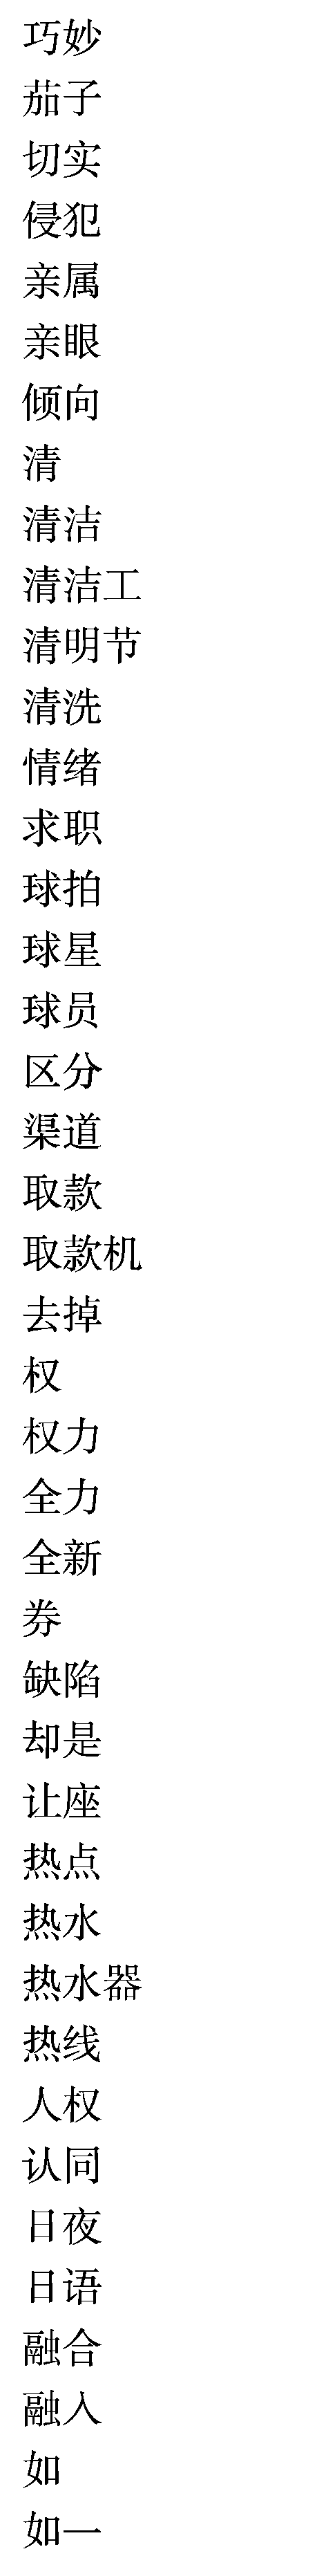 巧妙
茄子
切实
侵犯
亲属
亲眼
倾向
清
清洁
清洁工
清明节
清洗
情绪
求职
球拍
球星
球员
区分
渠道
取款
取款机
去掉
权
权力
全力
全新
券
缺陷
却是
让座
热点
热水
热水器
热线
人权
认同
日夜
日语
融合
融入
如
如一